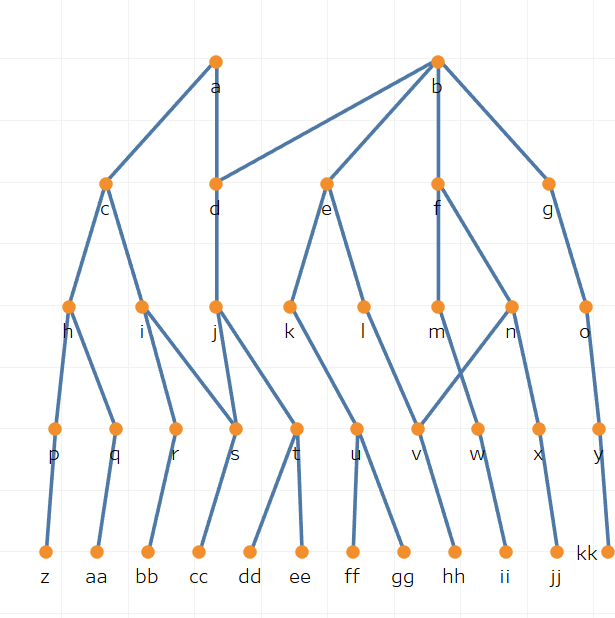 a b
c d e f g
h i j k l m n o
p q r s t u v w x y
kk
z aa bb cc dd ee ff gg hh ii jj